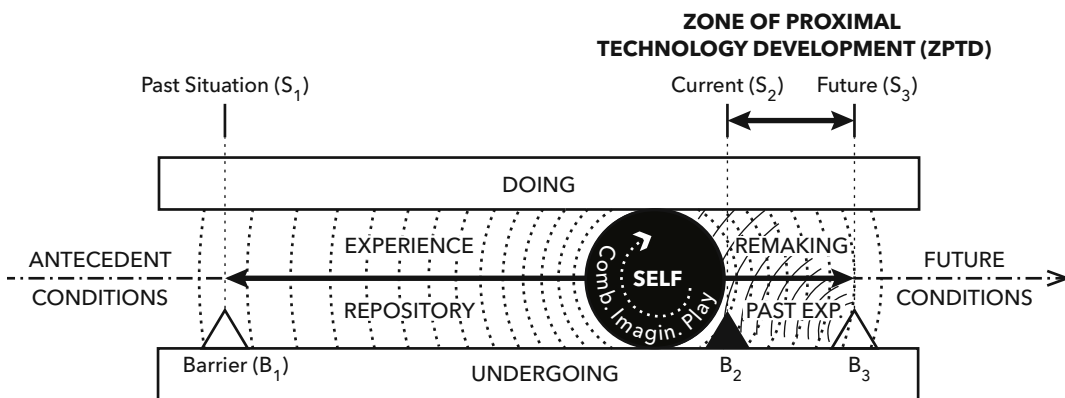 ZONE OF PROXIMAL
TECHNOLOGY DEVELOPMENT (ZPTD)
Past Situation (S1)
Current (S2)
Future (S3)
DOING
ANTECEDENT
CONDITIONS
EXPERIENCE
REPOSITORY
SELF
Comb. Imagin. Play
REMAKING
PAST EXP.
FUTURE
CONDITIONS
Barrier (B1)
UNDERGOING
B2
B3